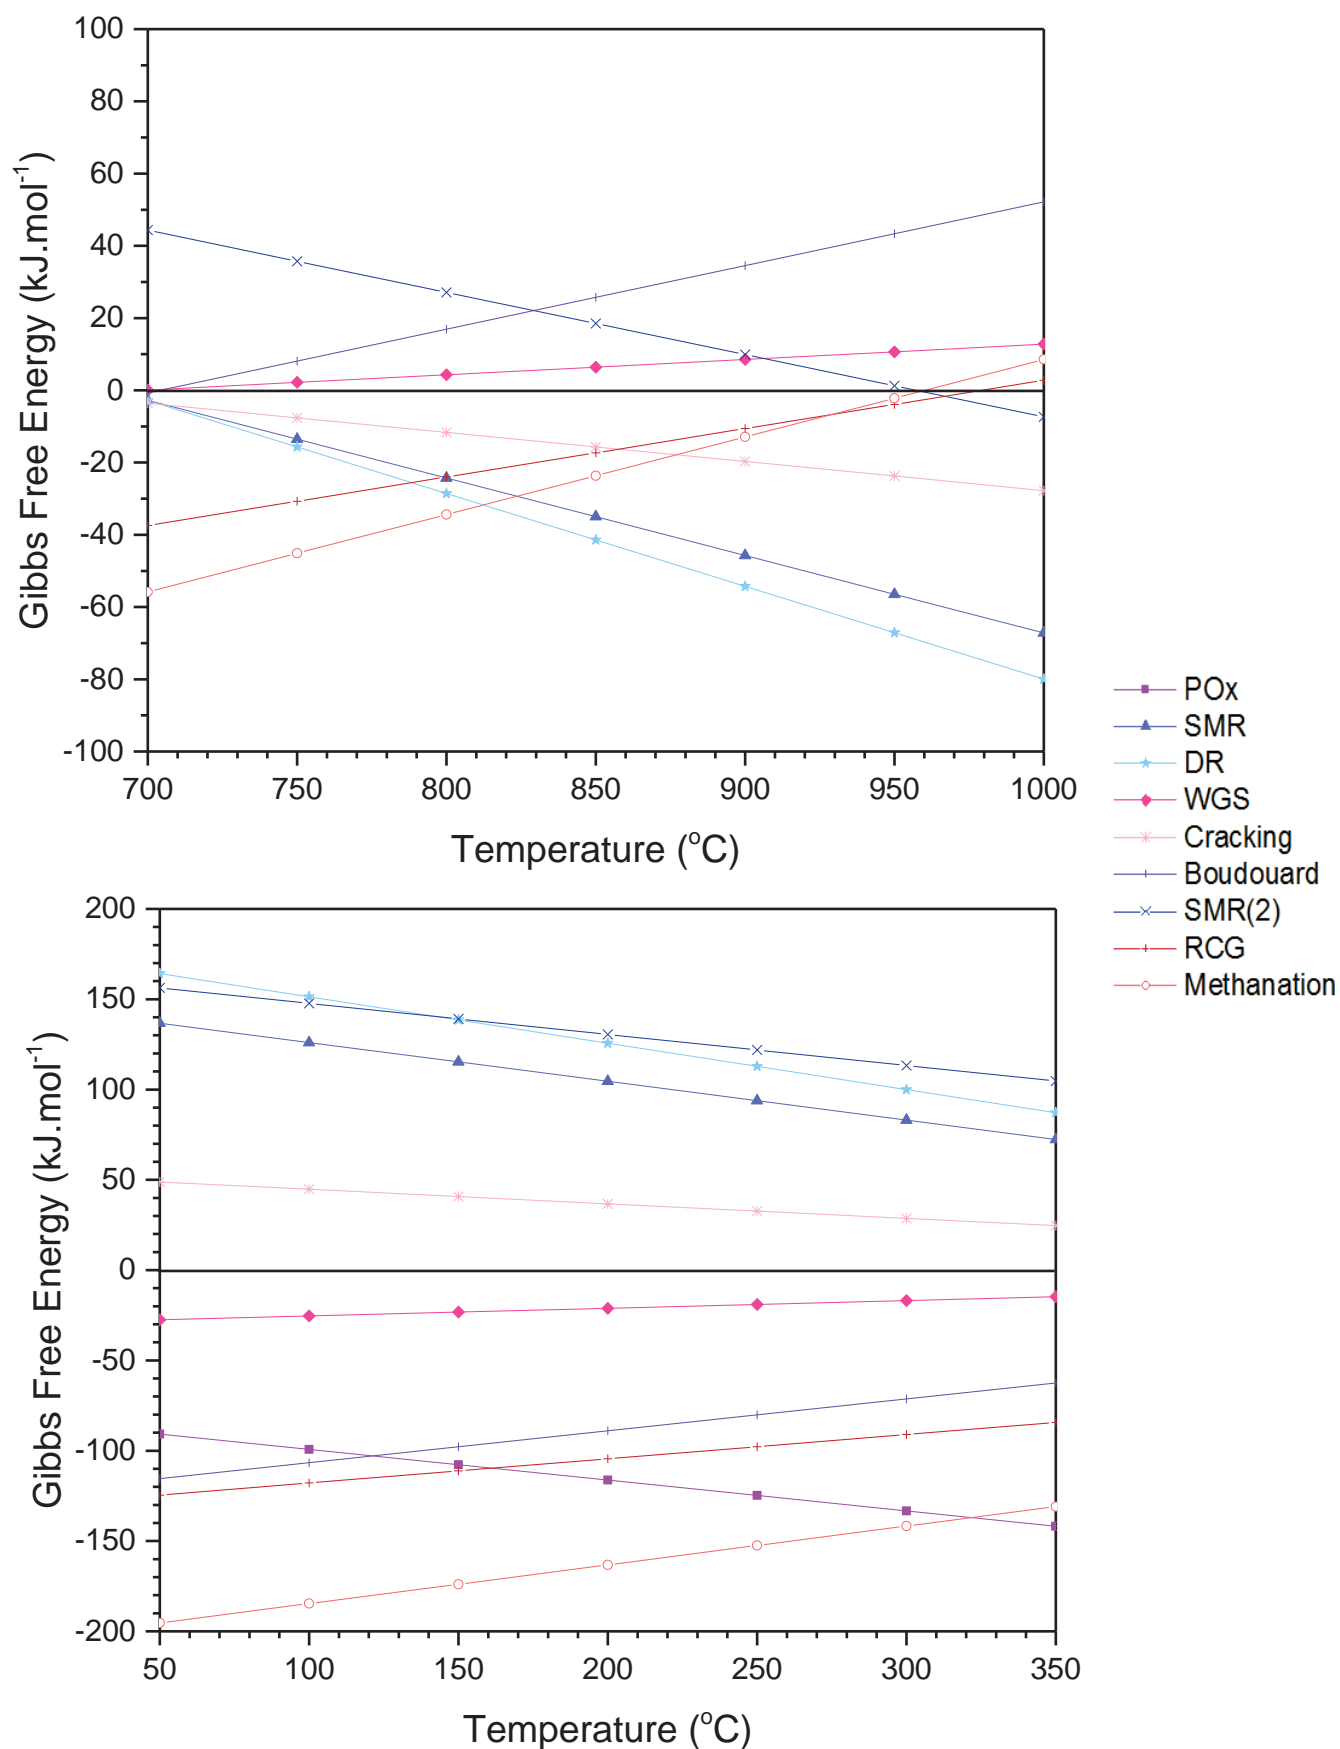 Gibbs Free Energy (kJ.mol-1)
100
80
60
40
20
0
-20
-40
-60
-80
-100
700 750 800 850 900 950 1000
Temperature (oC)
POx
SMR
DR
WGS
Cracking
Boudouard
SMR(2)
RCG
Methanation
Gibbs Free Energy (kJ.mol-1)
200
150
100
50
0
-50
-100
-150
-200
50 100 150 200 250 300 350
Temperature (oC)